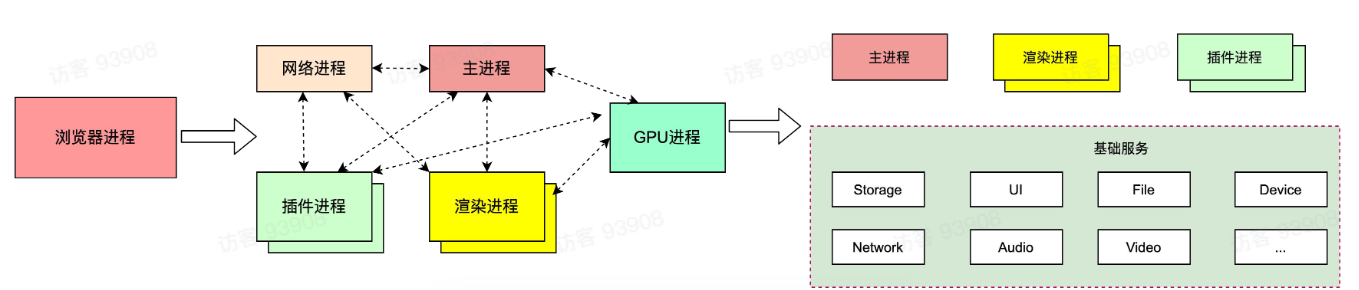 浏览器进程
网络进程
主进程
插件进程
渲染进程
GPU进程
主进程
渲染进程
插件进程
基础服务
Storage
UI
File
Device
Network
Audio
Video
...
访客 93908
访客 93908
访客 93908
访客 93908
访客 93908
访客 93908
访客 93908
访客 93908